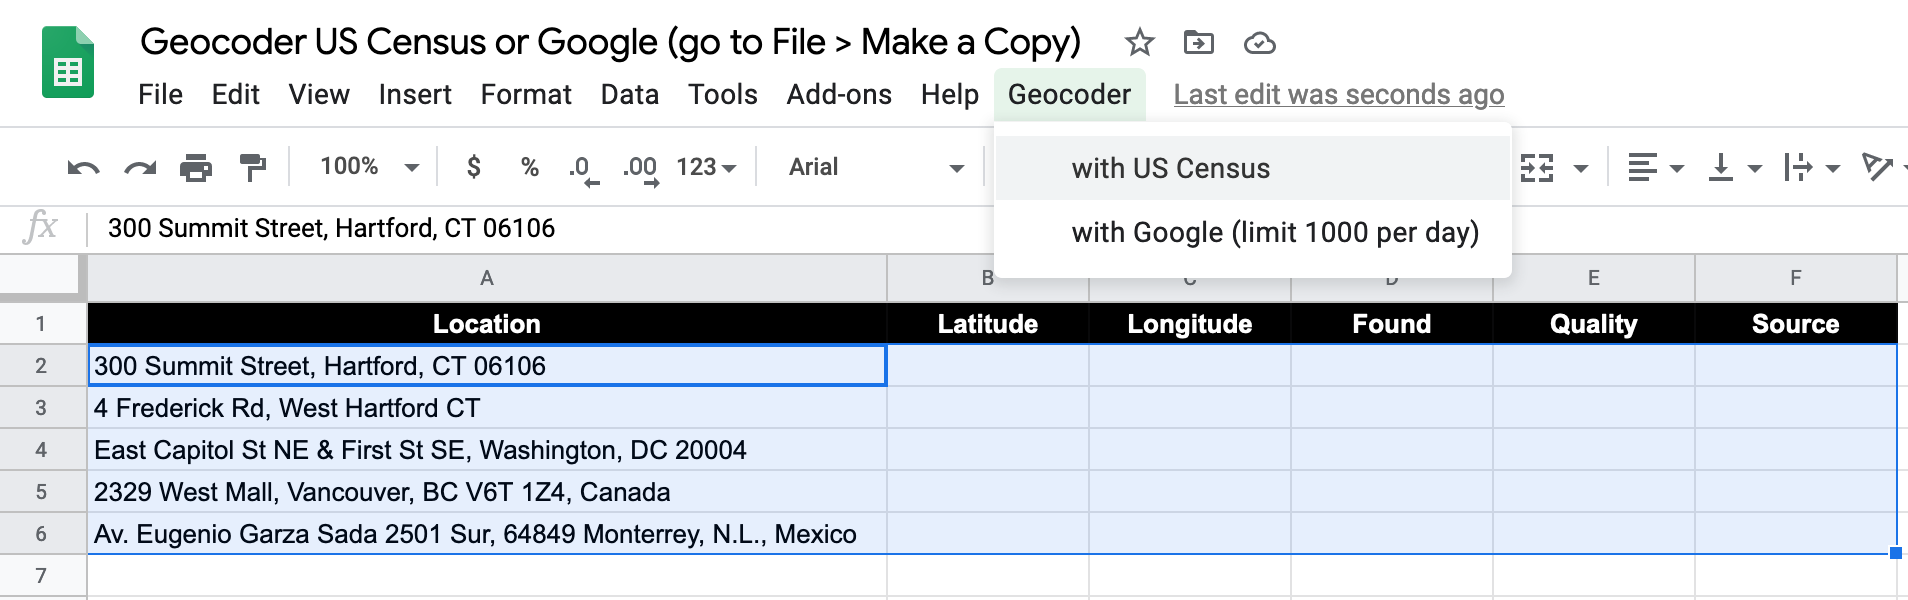 Geocoder US Census or Google (go to File > Make a Copy)
File Edit View Insert Format Data Tools Add-ons Help Geocoder Last edit was seconds ago
100% $ % .0 .00 123 Arial
with US Census
with Google (limit 1000 per day)
fx 300 Summit Street, Hartford, CT 06106
A B C D E F
1 Location Latitude Longitude Found Quality Source
2 300 Summit Street, Hartford, CT 06106
3 4 Frederick Rd, West Hartford CT
4 East Capitol St NE & First St SE, Washington, DC 20004
5 2329 West Mall, Vancouver, BC V6T 1Z4, Canada
6 Av. Eugenio Garza Sada 2501 Sur, 64849 Monterrey, N.L., Mexico
7